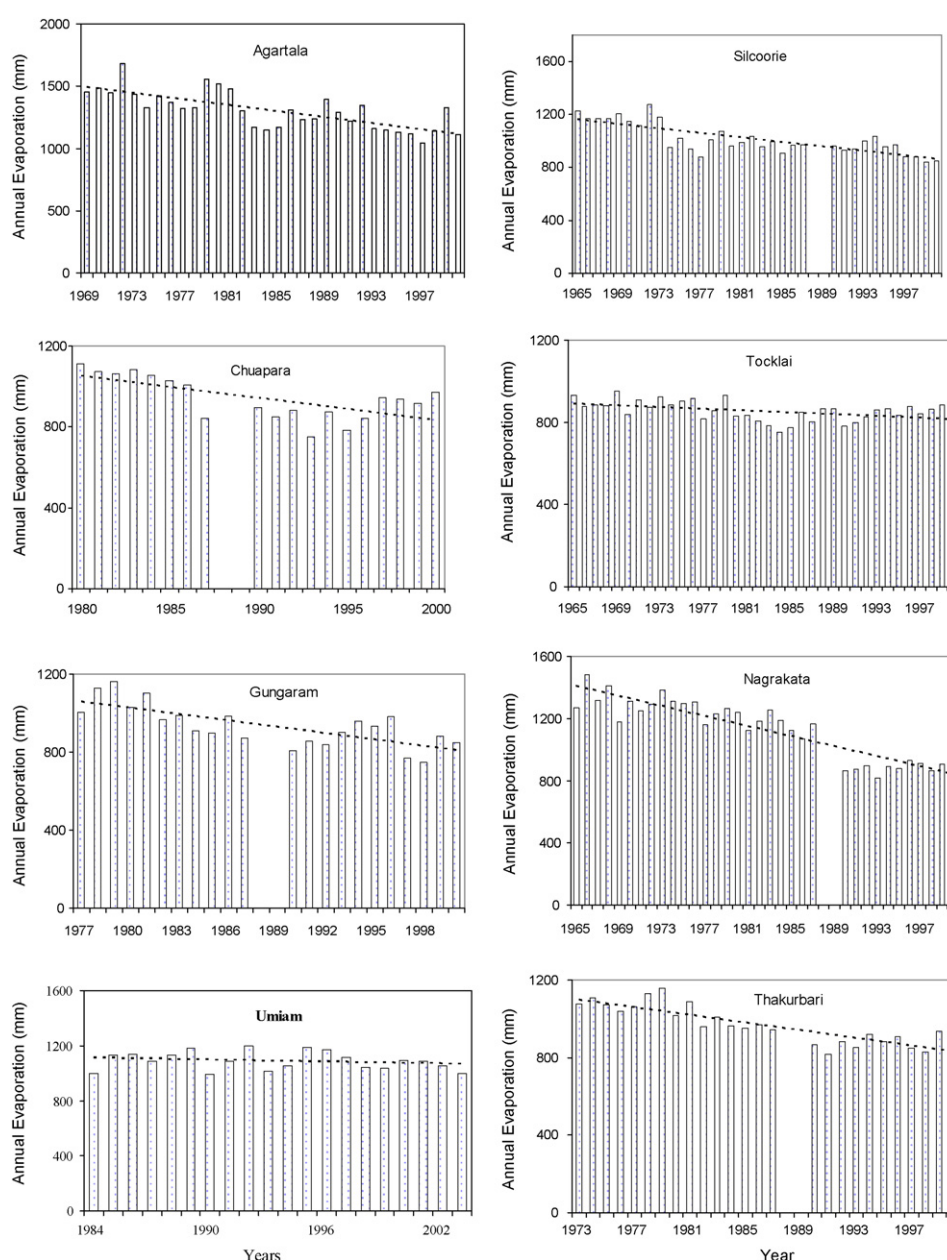 Agartala
Annual Evaporation (mm)
2000
1500
1000
500
0
1969 1973 1977 1981 1985 1989 1993 1997
Silcoorie
Annual Evaporation (mm)
1600
1200
800
400
0
1965 1969 1973 1977 1981 1985 1989 1993 1997
Chuapara
Annual Evaporation (mm)
1200
800
400
0
1980 1985 1990 1995 2000
Tocklai
Annual Evaporation (mm)
1200
800
400
0
1965 1969 1973 1977 1981 1985 1989 1993 1997
Gungaram
Annual Evaporation (mm)
1200
800
400
0
1977 1980 1983 1986 1989 1992 1995 1998
Nagrakata
Annual Evaporation (mm)
1600
1200
800
400
0
1965 1969 1973 1977 1981 1985 1989 1993 1997
Umiam
Annual Evaporation (mm)
1600
1200
800
400
0
1984 1990 1996 2002
Years
Thakurbari
Annual Evaporation (mm)
1200
800
400
0
1973 1977 1981 1985 1989 1993 1997
Year